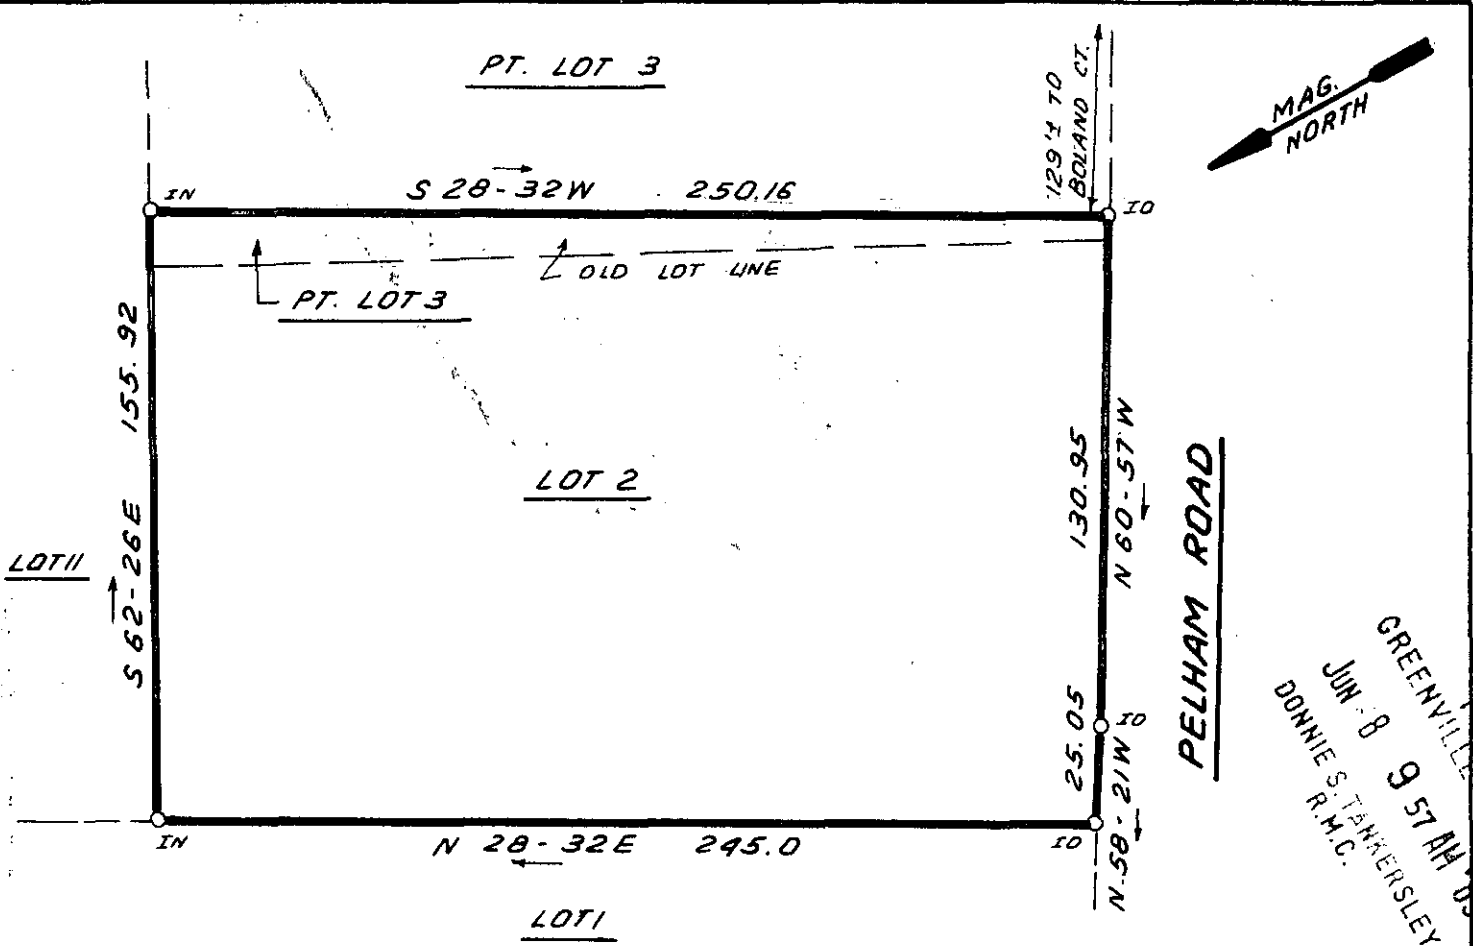 PT. LOT 3
129'± TO
BOLAND CT.
MAG.
NORTH
IN
S 28-32W 250.16
IO
OLD LOT LINE
PT. LOT 3
155.92
S 62-26E
LOT 11
LOT 2
130.95
N 60-57'W
PELHAM ROAD
25.05
IO
N 58-21W
IN
N 28-32E 245.0
IO
LOT 1
GREENVILLE
JUN 8 9 57 AM
DONNIE S. TANKERSLEY
R.M.C.